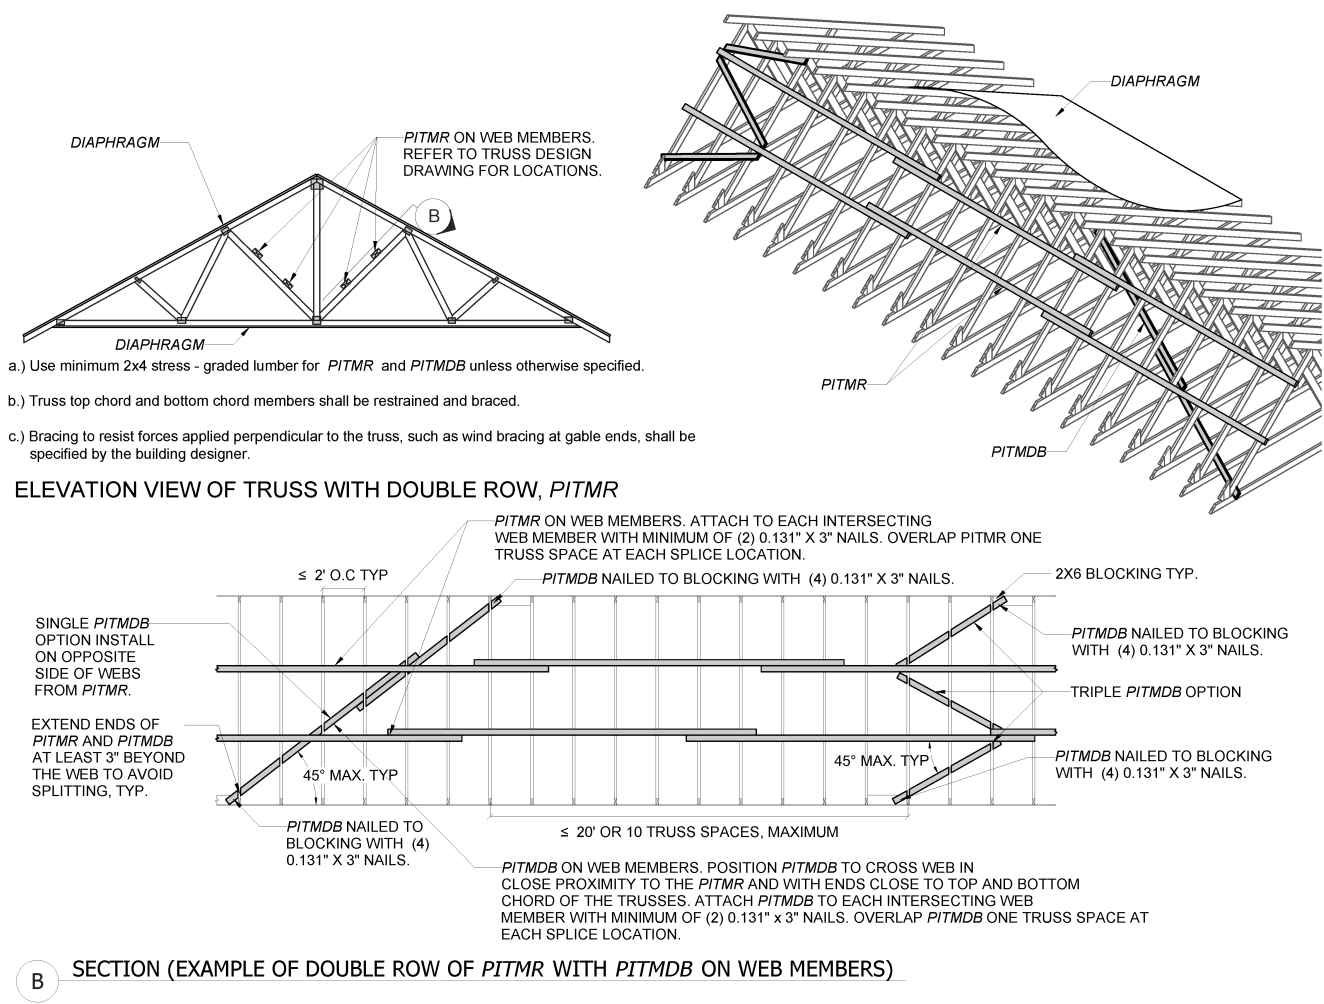 DIAPHRAGM
PITMR ON WEB MEMBERS.
REFER TO TRUSS DESIGN
DRAWING FOR LOCATIONS.
B
DIAPHRAGM
DIAPHRAGM
PITMR
PITMDB
a.) Use minimum 2x4 stress - graded lumber for PITMR and PITMDB unless otherwise specified.
b.) Truss top chord and bottom chord members shall be restrained and braced.
c.) Bracing to resist forces applied perpendicular to the truss, such as wind bracing at gable ends, shall be
specified by the building designer.
ELEVATION VIEW OF TRUSS WITH DOUBLE ROW, PITMR
PITMR ON WEB MEMBERS. ATTACH TO EACH INTERSECTING
WEB MEMBER WITH MINIMUM OF (2) 0.131" X 3" NAILS. OVERLAP PITMR ONE
TRUSS SPACE AT EACH SPLICE LOCATION.
≤ 2' O.C TYP
PITMDB NAILED TO BLOCKING WITH (4) 0.131" X 3" NAILS.
2X6 BLOCKING TYP.
SINGLE PITMDB
OPTION INSTALL
ON OPPOSITE
SIDE OF WEBS
FROM PITMR.
PITMDB NAILED TO BLOCKING
WITH (4) 0.131" X 3" NAILS.
TRIPLE PITMDB OPTION
EXTEND ENDS OF
PITMR AND PITMDB
AT LEAST 3" BEYOND
THE WEB TO AVOID
SPLITTING, TYP.
45° MAX. TYP
45° MAX. TYP
PITMDB NAILED TO BLOCKING
WITH (4) 0.131" X 3" NAILS.
PITMDB NAILED TO
BLOCKING WITH (4)
0.131" X 3" NAILS.
≤ 20' OR 10 TRUSS SPACES, MAXIMUM
PITMDB ON WEB MEMBERS. POSITION PITMDB TO CROSS WEB IN
CLOSE PROXIMITY TO THE PITMR AND WITH ENDS CLOSE TO TOP AND BOTTOM
CHORD OF THE TRUSSES. ATTACH PITMDB TO EACH INTERSECTING WEB
MEMBER WITH MINIMUM OF (2) 0.131" x 3" NAILS. OVERLAP PITMDB ONE TRUSS SPACE AT
EACH SPLICE LOCATION.
B
SECTION (EXAMPLE OF DOUBLE ROW OF PITMR WITH PITMDB ON WEB MEMBERS)